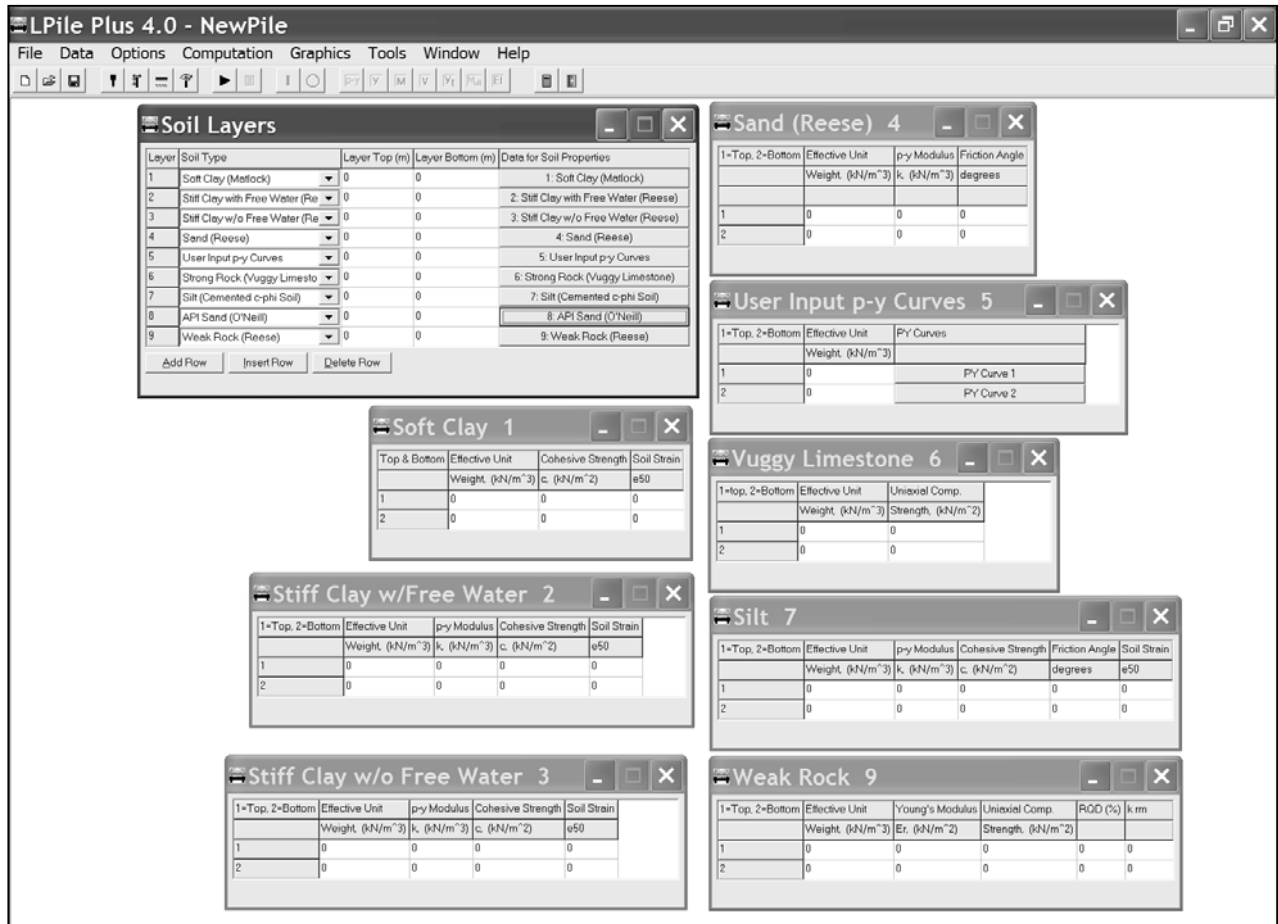 LPile Plus 4.0 - NewPile
File Data Options Computation Graphics Tools Window Help
Soil Layers
Layer Soil Type Layer Top (m) Layer Bottom (m) Data for Soil Properties
1 Soft Clay (Matlock) 0 0 1: Soft Clay (Matlock)
2 Stiff Clay with Free Water (Re 0 0 2: Stiff Clay with Free Water (Reese)
3 Stiff Clay w/o Free Water (Re 0 0 3: Stiff Clay w/o Free Water (Reese)
4 Sand (Reese) 0 0 4: Sand (Reese)
5 User Input p-y Curves 0 0 5: User Input p-y Curves
6 Strong Rock (Vuggy Limesto 0 0 6: Strong Rock (Vuggy Limestone)
7 Silt (Cemented c-phi Soil) 0 0 7: Silt (Cemented c-phi Soil)
8 API Sand (O'Neill) 0 0 8: API Sand (O'Neill)
9 Weak Rock (Reese) 0 0 9: Weak Rock (Reese)
Add Row Insert Row Delete Row
Soft Clay 1
Top & Bottom Effective Unit Cohesive Strength Soil Strain
Weight, (kN/m^3) c, (kN/m^2) e50
1 0 0 0
2 0 0 0
Stiff Clay w/Free Water 2
1=Top, 2=Bottom Effective Unit p-y Modulus Cohesive Strength Soil Strain
Weight, (kN/m^3) k, (kN/m^3) c, (kN/m^2) e50
1 0 0 0 0
2 0 0 0 0
Stiff Clay w/o Free Water 3
1=Top, 2=Bottom Effective Unit p-y Modulus Cohesive Strength Soil Strain
Weight, (kN/m^3) k, (kN/m^3) c, (kN/m^2) e50
1 0 0 0 0
2 0 0 0 0
Sand (Reese) 4
1=Top, 2=Bottom Effective Unit p-y Modulus Friction Angle
Weight, (kN/m^3) k, (kN/m^3) degrees
1 0 0 0
2 0 0 0
User Input p-y Curves 5
1=Top, 2=Bottom Effective Unit PY Curves
Weight, (kN/m^3)
1 0 PY Curve 1
2 0 PY Curve 2
Vuggy Limestone 6
1=top, 2=Bottom Effective Unit Uniaxial Comp.
Weight, (kN/m^3) Strength, (kN/m^2)
1 0 0
2 0 0
Silt 7
1=Top, 2=Bottom Effective Unit p-y Modulus Cohesive Strength Friction Angle Soil Strain
Weight, (kN/m^3) k, (kN/m^3) c, (kN/m^2) degrees e50
1 0 0 0 0 0
2 0 0 0 0 0
Weak Rock 9
1=Top, 2=Bottom Effective Unit Young's Modulus Uniaxial Comp. RQD (%) k rm
Weight, (kN/m^3) Er, (kN/m^2) Strength, (kN/m^2)
1 0 0 0 0 0
2 0 0 0 0 0